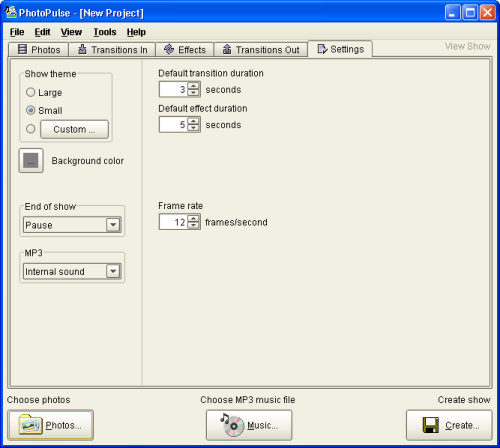 PhotoPulse - [New Project]
File Edit View Tools Help
Photos Transitions In Effects Transitions Out Settings View Show
Show theme
Large
Small
Custom ...
... Background color
Default transition duration
3 seconds
Default effect duration
5 seconds
End of show
Pause
Frame rate
12 frames/second
MP3
Internal sound
Choose photos Choose MP3 music file Create show
Photos... Music... Create...